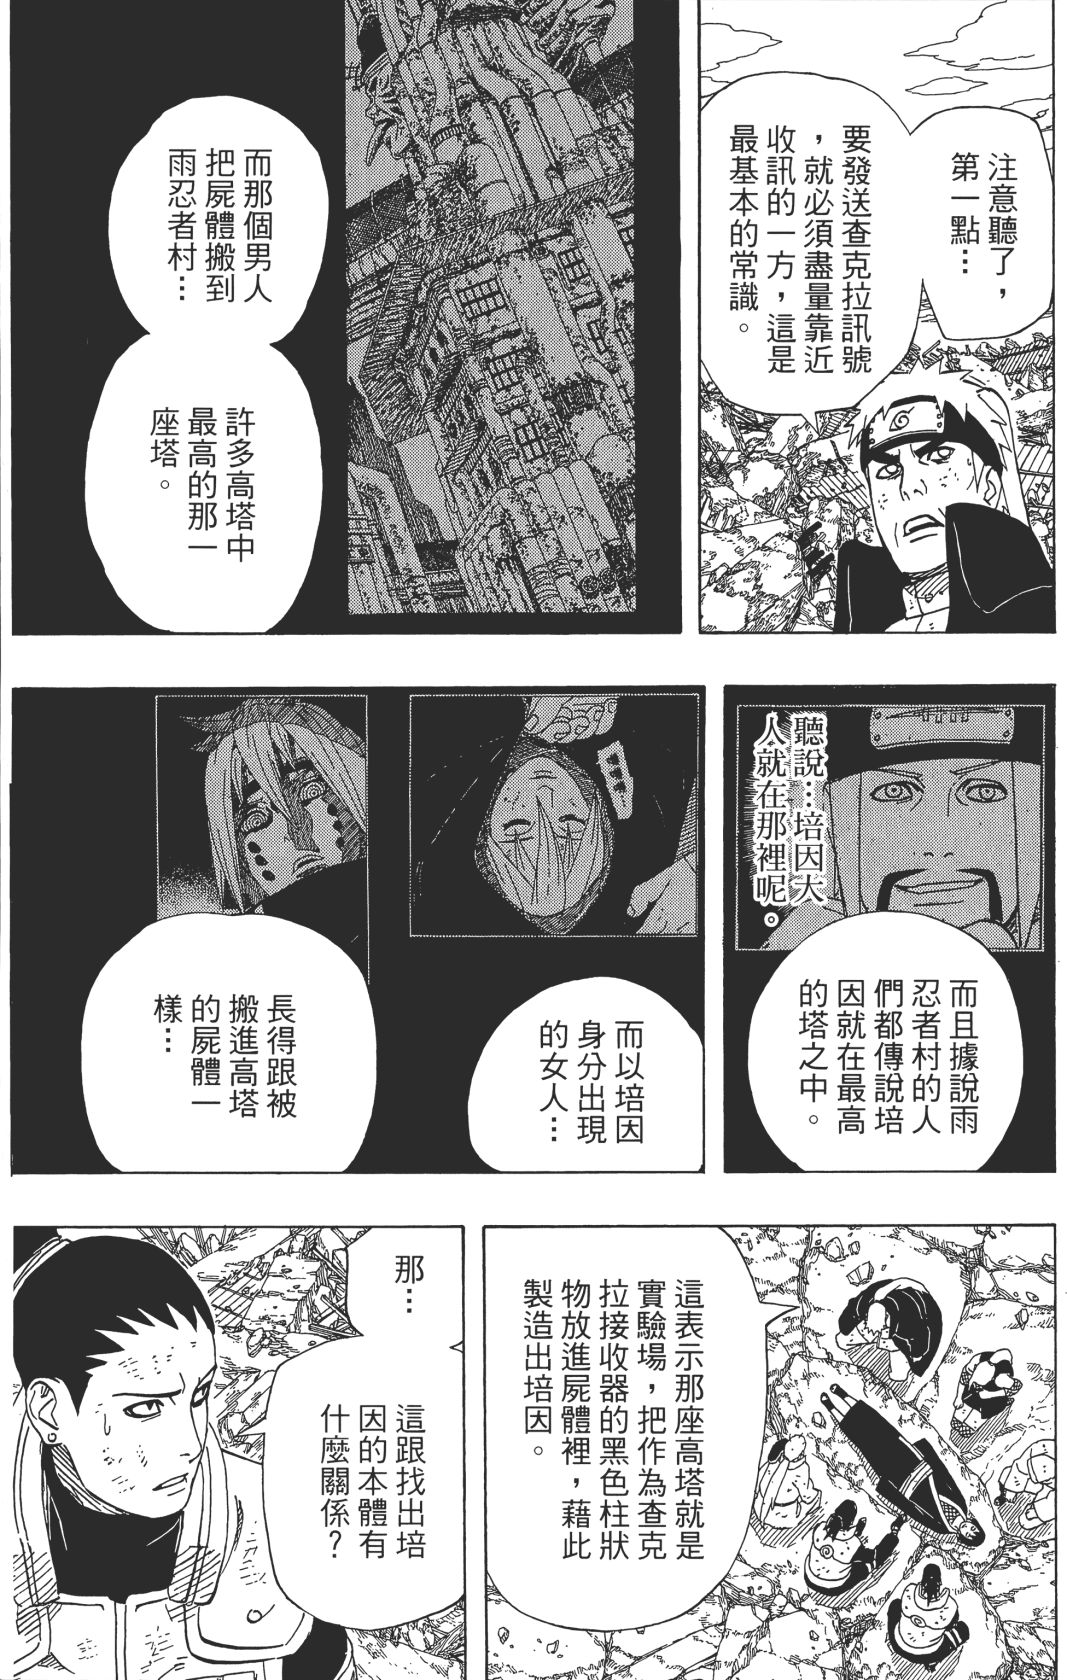 注意聽了，
第一點…
要發送查克拉訊號
，就必須盡量靠近
收訊的一方，這是
最基本的常識。
而那個男人
把屍體搬到
雨忍者村…
許多高塔中
最高的那一
座塔。
聽說…培因大
人就在那裡呢。
而且據說雨
忍者村的人
們都傳說培
因就在最高
的塔之中。
而以培因
身分出現
的女人…
長得跟被
搬進高塔
的屍體一
樣…
這表示那座高塔就是
實驗場，把作為查克
拉接收器的黑色柱狀
物放進屍體裡，藉此
製造出培因。
那…
這跟找出培
因的本體有
什麼關係？